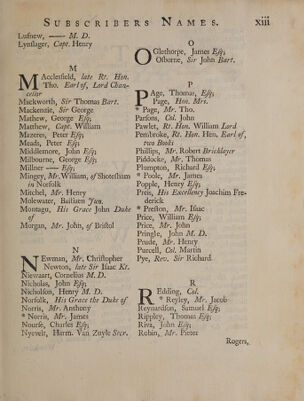 SUBSCRIBERS NAMES. xiii
Lufnew, —— M. D.
Lynslager, Capt. Henry
M
Macclesfield, late Rt. Hon.
Tho. Earl of, Lord Chan-
cellor
Mackworth, Sir Thomas Bart.
Mackenzie, Sir George
Mathew, George Esq;
Matthew, Capt. William
Mazeres, Peter Esq;
Meads, Peter Esq;
Middlemore, John Esq;
Milbourne, George Esq;
Millner —— Esq;
Mingey, Mr. William, of Shotesham
in Norfolk
Mitchel, Mr. Henry
Molewater, Bastiaen Van.
Montagu, His Grace John Duke
of
Morgan, Mr. John, of Bristol
N
Newman, Mr. Christopher
Newton, late Sir Isaac Kt.
Niewaart, Cornelius M. D.
Nicholas, John Esq;
Nicholson, Henry M. D.
Norfolk, His Grace the Duke of
Norris, Mr. Anthony
* Norris, Mr. James
Nourse, Charles Esq;
Nyevelt, Harm. Van Zuyle Secr.
O
Oglethorpe, James Esq;
Osborne, Sir John Bart.
P
Page, Thomas, Esq;
Page, Hon. Mrs.
* Page, Mr. Tho.
Parsons, Col. John
Pawlet, Rt. Hon. William Lord
Pembroke, Rt. Hon. Hen. Earl of,
two Books
Phillips, Mr. Robert Bricklayer
Piddocke, Mr. Thomas
Plumpton, Richard Esq;
* Poole, Mr. James
Popple, Henry Esq;
Preis, His Excellency Joachim Fre-
derick
* Preston, Mr. Isaac
Price, William Esq;
Price, Mr. John
Pringle, John M. D.
Prude, Mr. Henry
Purcell, Col. Martin
Pye, Rev. Sir Richard.
R
Redding, Col.
* Reyley, Mr. Jacob
Reynardson, Samuel Esq;
Rippley, Thomas Esq;
Riva, John Esq;
Robin, Mr. Pieter
Rogers,